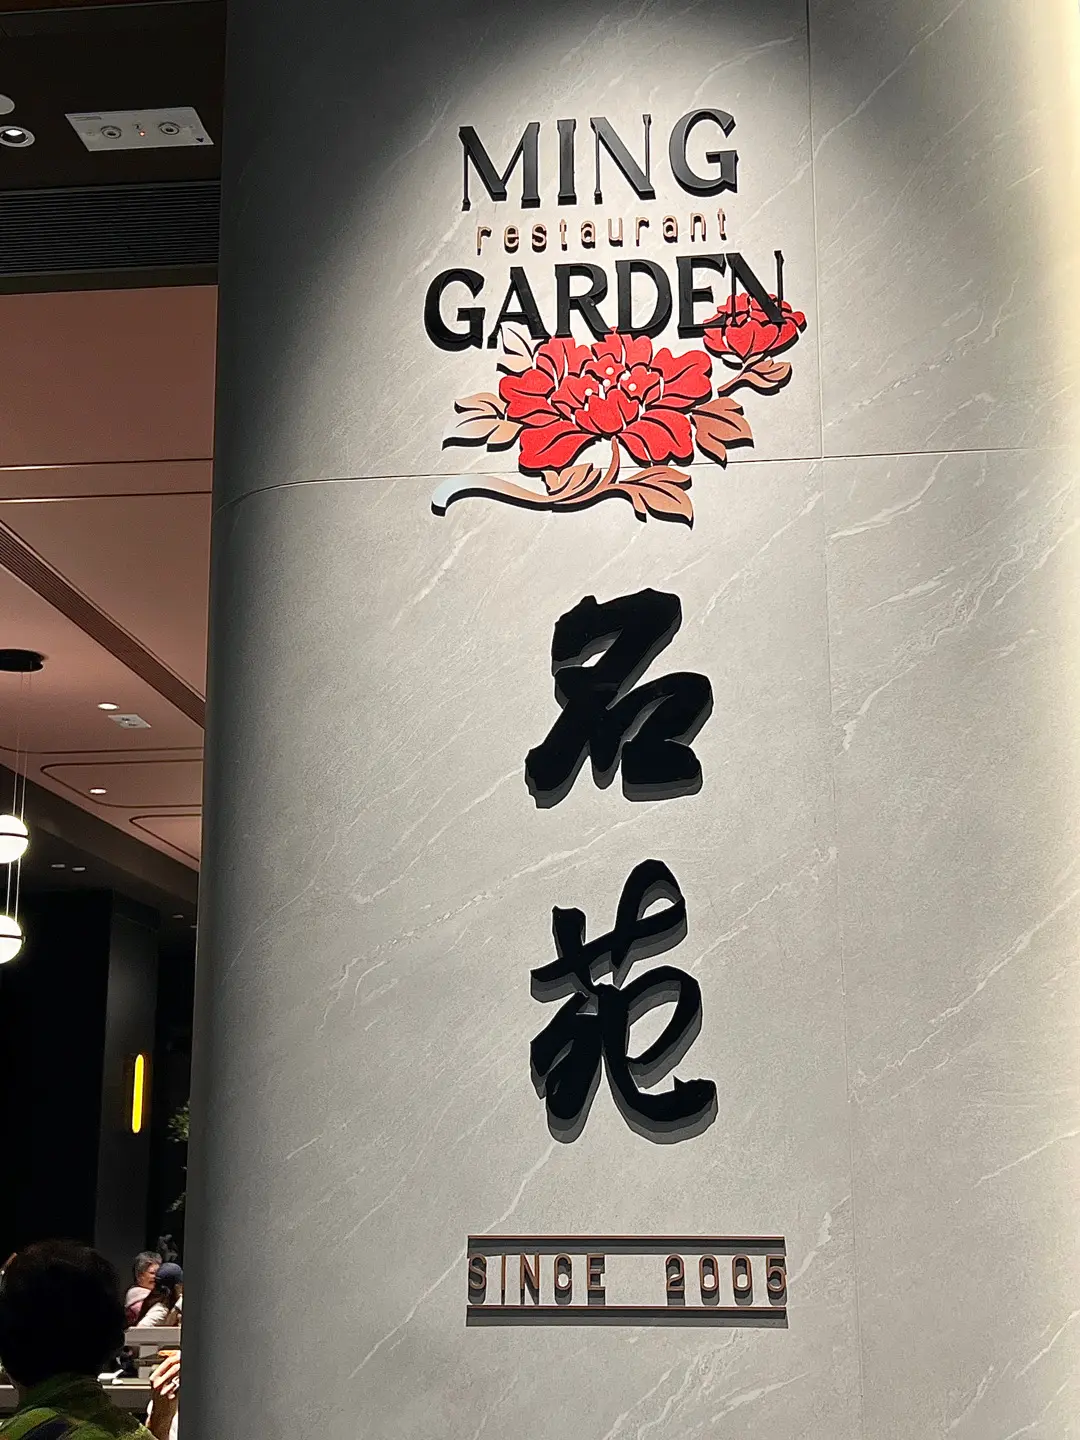 MING
restaurant
GARDEN
名
苑
SINCE 2005